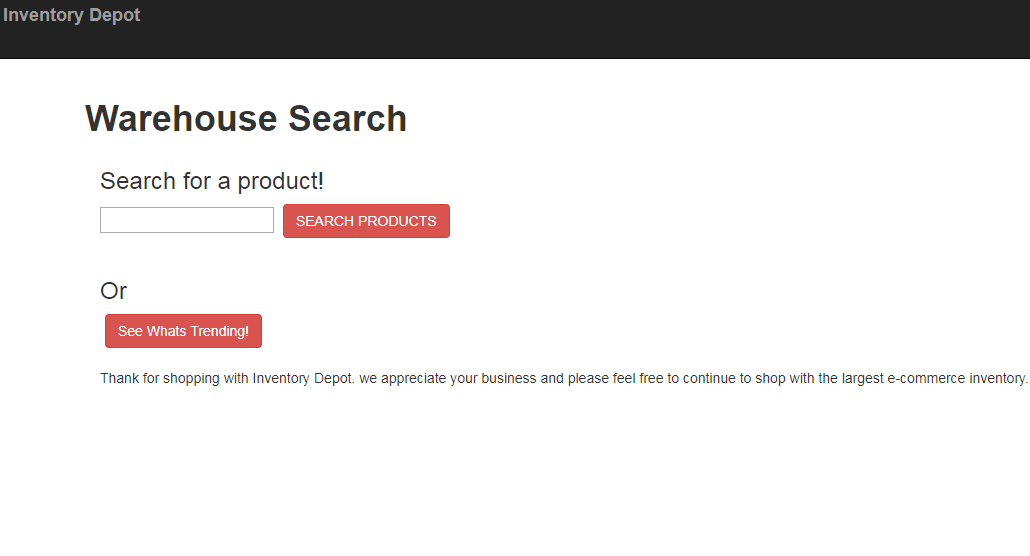 Inventory Depot
Warehouse Search
Search for a product!
SEARCH PRODUCTS
Or
See Whats Trending!
Thank for shopping with Inventory Depot. we appreciate your business and please feel free to continue to shop with the largest e-commerce inventory.